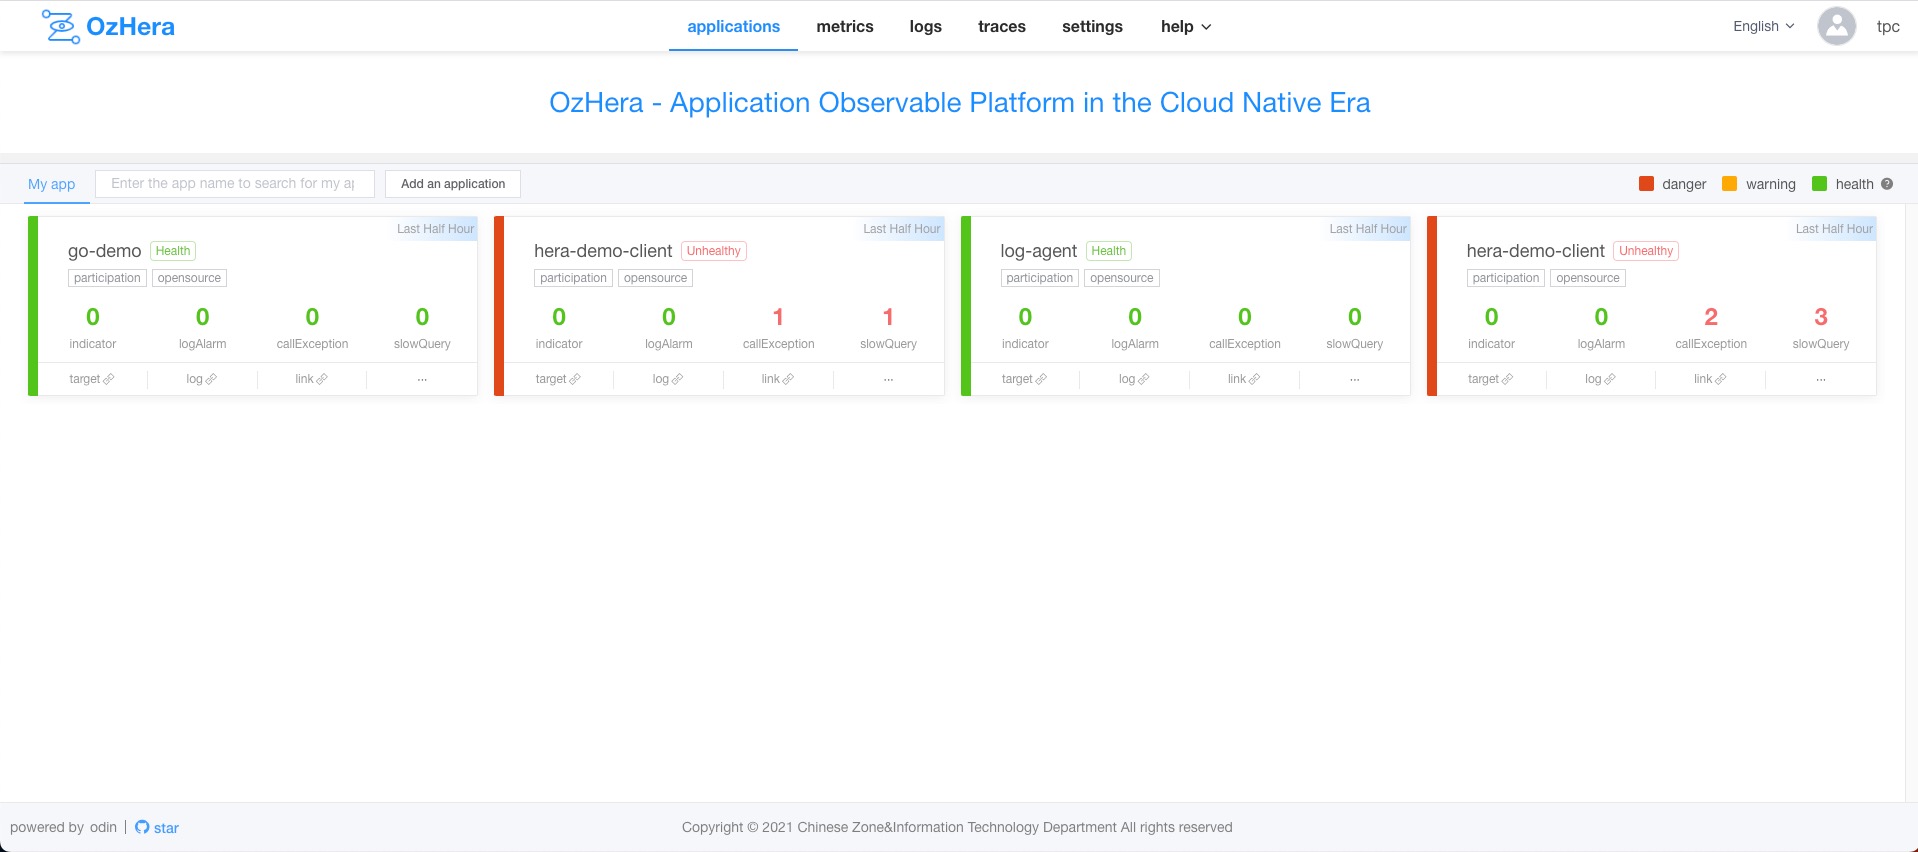 OzHera applications metrics logs traces settings help English tpc
OzHera - Application Observable Platform in the Cloud Native Era
My app Enter the app name to search for my ap Add an application danger warning health ?
Last Half Hour Last Half Hour Last Half Hour Last Half Hour
go-demo Health hera-demo-client Unhealthy log-agent Health hera-demo-client Unhealthy
participation opensource participation opensource participation opensource participation opensource
0 0 0 0 0 0 1 1 0 0 0 0 0 0 2 3
indicator logAlarm callException slowQuery indicator logAlarm callException slowQuery indicator logAlarm callException slowQuery indicator logAlarm callException slowQuery
target log link ... target log link ... target log link ... target log link ...
powered by odin | star Copyright © 2021 Chinese Zone&Information Technology Department All rights reserved